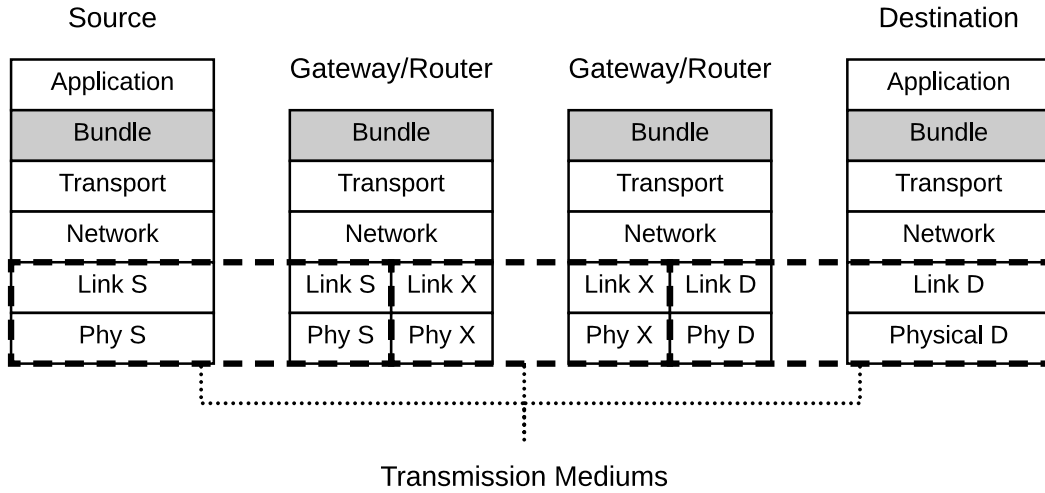 Source
Destination
Gateway/Router
Gateway/Router
Application
Application
Bundle
Bundle
Bundle
Bundle
Transport
Transport
Transport
Transport
Network
Network
Network
Network
Link S
Link S
Link X
Link X
Link D
Link D
Phy S
Phy S
Phy X
Phy X
Phy D
Physical D
Transmission Mediums